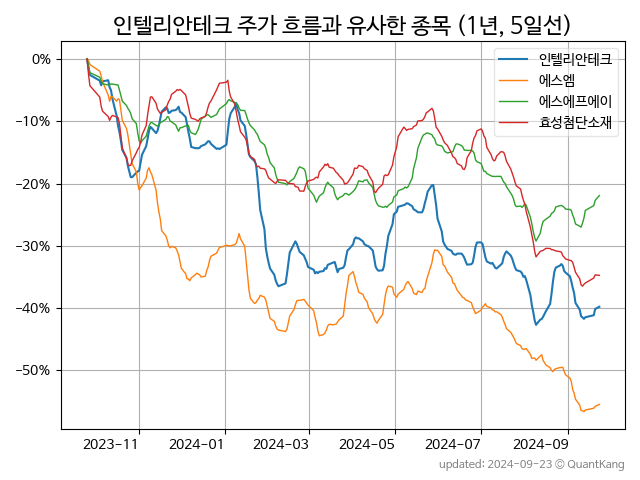 인텔리안테크 주가 흐름과 유사한 종목 (1년, 5일선)
인텔리안테크
에스엠
에스에프에이
효성첨단소재
0%
−10%
−20%
−30%
−40%
−50%
2023-11 2024-01 2024-03 2024-05 2024-07 2024-09
updated: 2024-09-23 © QuantKang